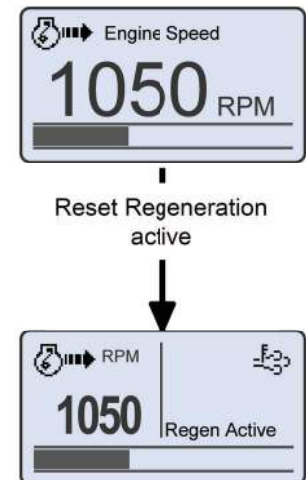 Engine Speed
1050 RPM
Reset Regeneration
active
RPM
1050
Regen Active